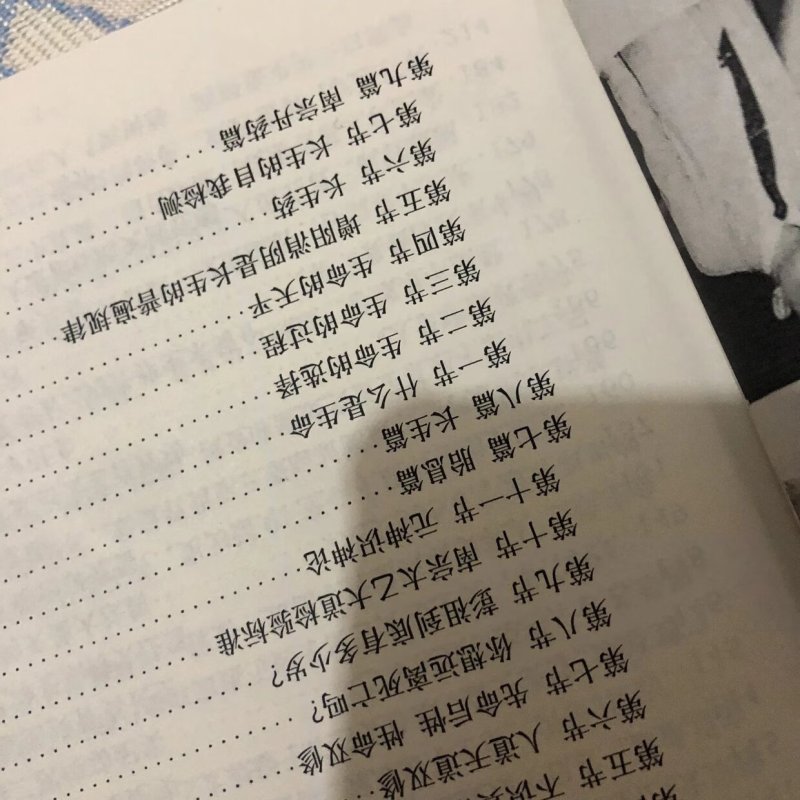 第五节 不识
第六节 人道天道双修
第七节 先命后性 性命双修
第八节 你想远离死亡吗?
第九节 彭祖到底有多少岁?
第十节 南宗太乙大道检验标准
第十一节 元神识神论
第七篇 胎息篇
第八篇 长生篇
第一节 什么是生命
第二节 生命的选择
第三节 生命的过程
第四节 生命的天平
第五节 增阳消阴是长生的普遍规律
第六节 长生药
第七节 长生的自我检测
第九篇 南宗丹药篇